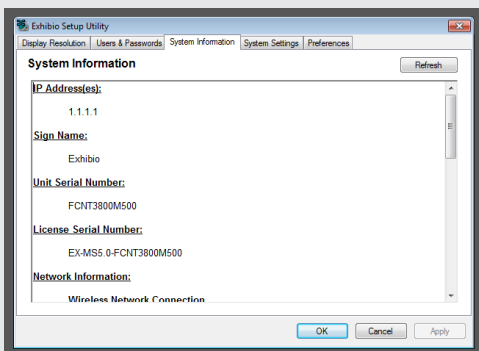 Exhibio Setup Utility
Display Resolution Users & Passwords System Information System Settings Preferences
System Information
Refresh
IP Address(es):
1.1.1.1
Sign Name:
Exhibio
Unit Serial Number:
FCNT3800M500
License Serial Number:
EX-MS5.0-FCNT3800M500
Network Information:
Wireless Network Connection
OK Cancel Apply